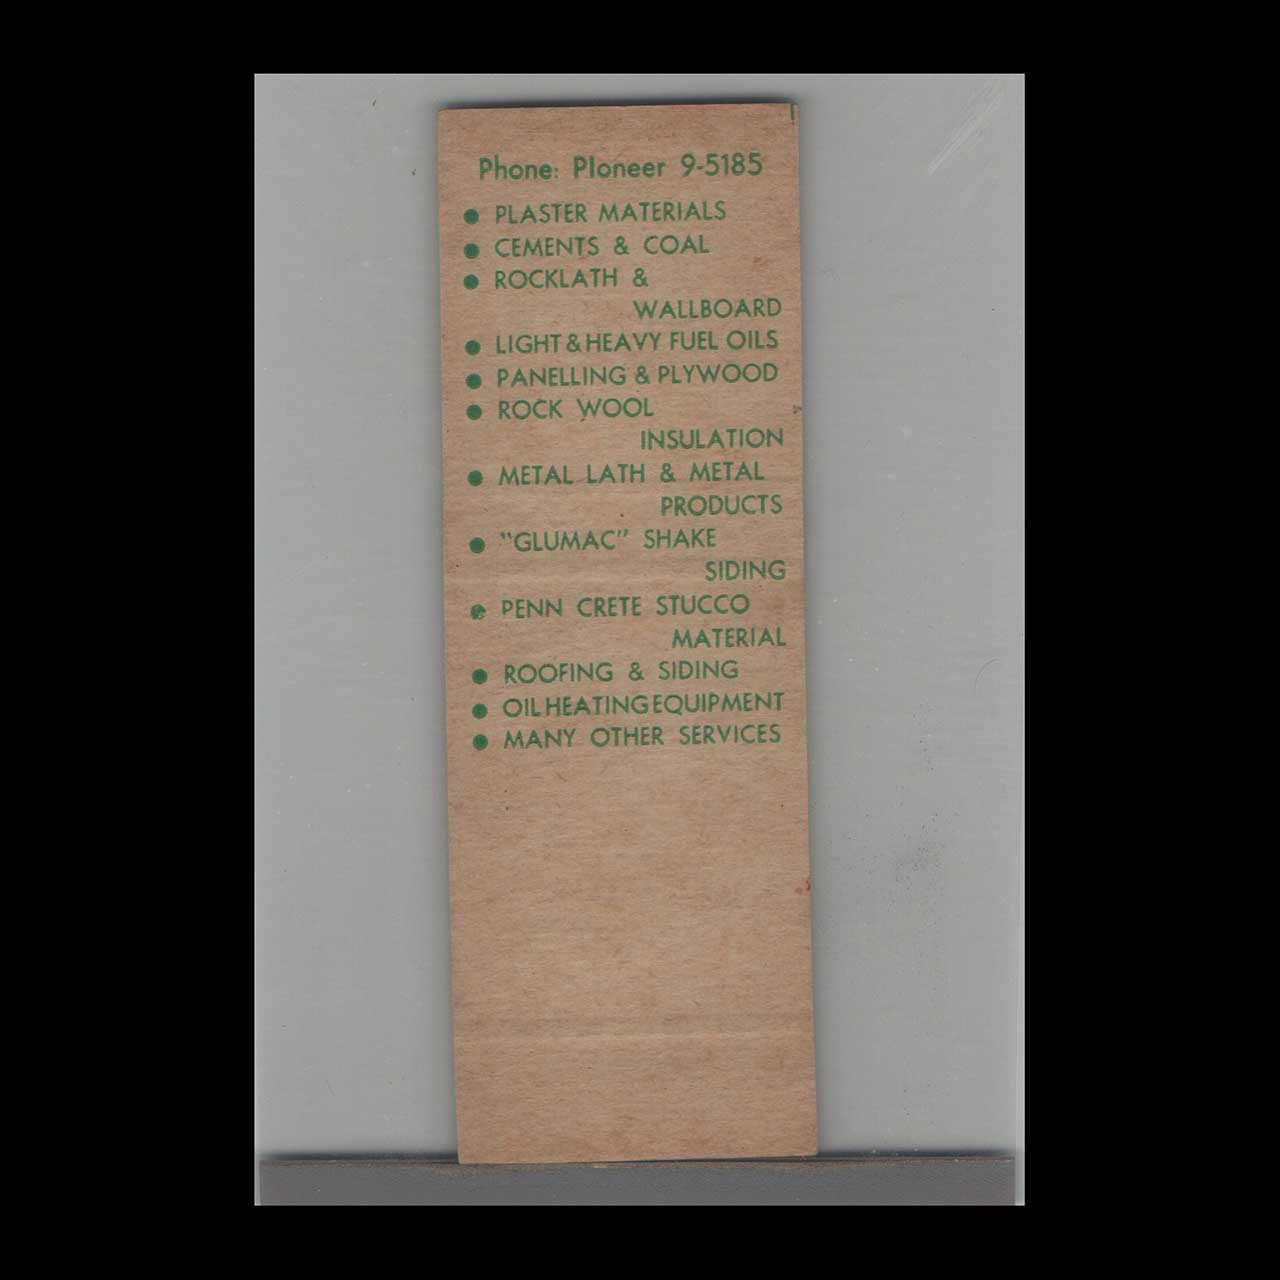 Phone: PIoneer 9-5185
● PLASTER MATERIALS
● CEMENTS & COAL
● ROCKLATH &
WALLBOARD
● LIGHT & HEAVY FUEL OILS
● PANELLING & PLYWOOD
● ROCK WOOL
INSULATION
● METAL LATH & METAL
PRODUCTS
● "GLUMAC" SHAKE
SIDING
● PENN CRETE STUCCO
MATERIAL
● ROOFING & SIDING
● OIL HEATING EQUIPMENT
● MANY OTHER SERVICES